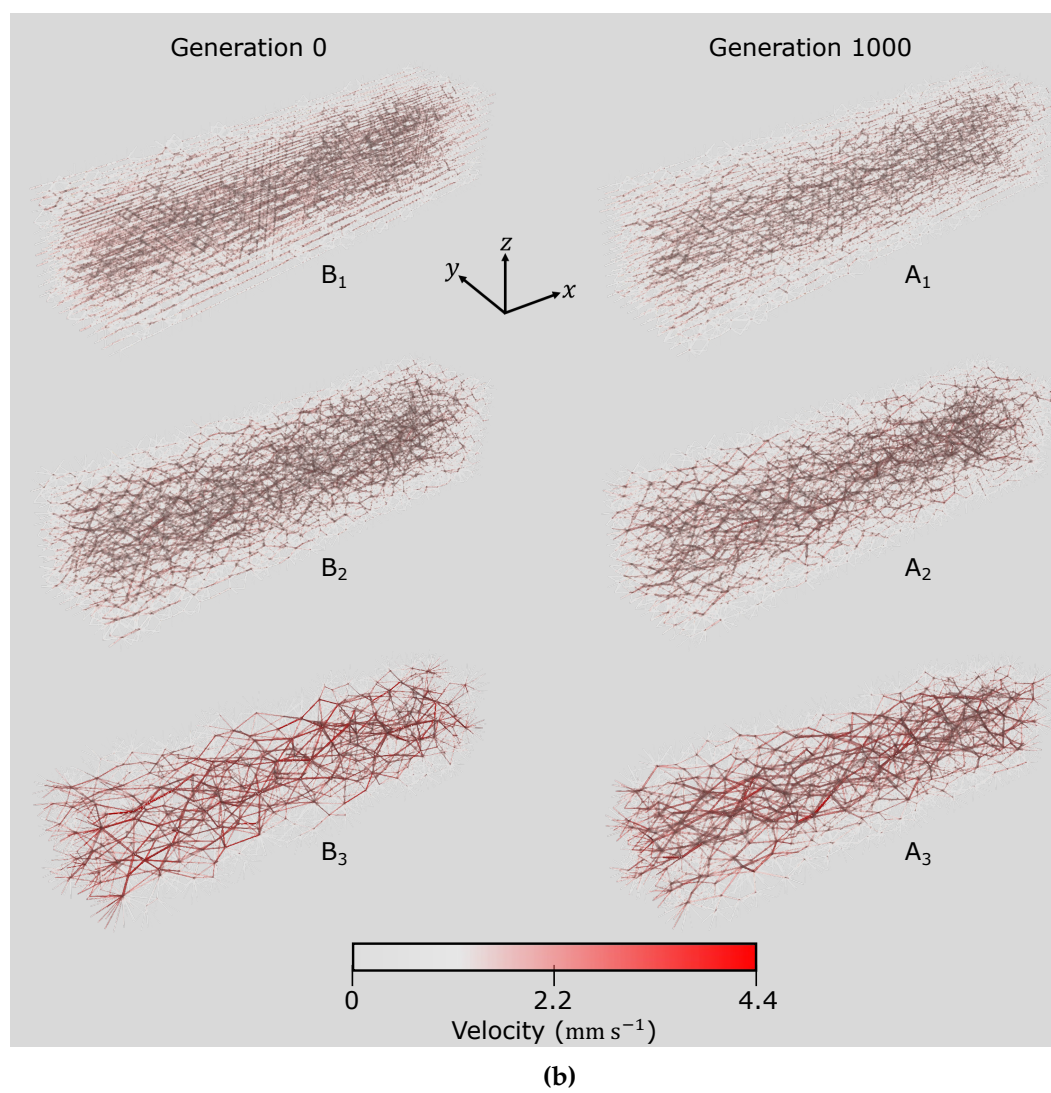 Generation 0 Generation 1000
B₁ A₁
z
y x
B₂ A₂
B₃ A₃
0 2.2 4.4
Velocity (mm s⁻¹)
(b)